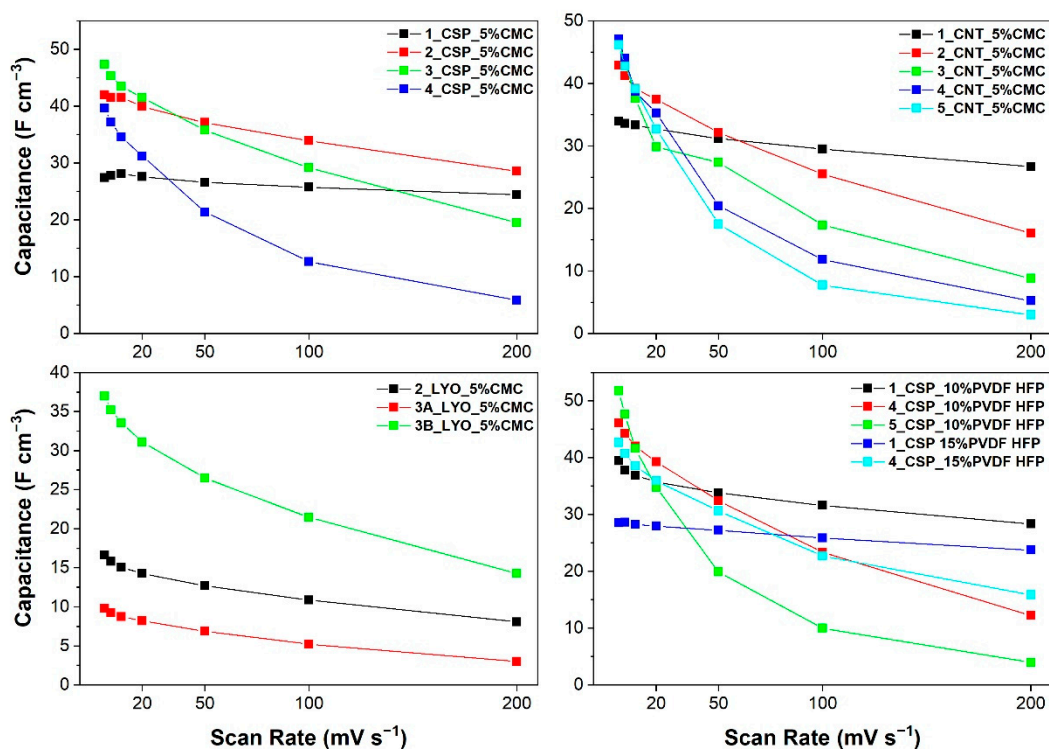 1_CSP_5%CMC
2_CSP_5%CMC
3_CSP_5%CMC
4_CSP_5%CMC
50
40
30
20
10
0
20
50
100
200
Capacitance (F cm⁻³)
1_CNT_5%CMC
2_CNT_5%CMC
3_CNT_5%CMC
4_CNT_5%CMC
5_CNT_5%CMC
50
40
30
20
10
0
20
50
100
200
2_LYO_5%CMC
3A_LYO_5%CMC
3B_LYO_5%CMC
40
35
30
25
20
15
10
5
0
20
50
100
200
Capacitance (F cm⁻³)
Scan Rate (mV s⁻¹)
1_CSP_10%PVDF HFP
4_CSP_10%PVDF HFP
5_CSP_10%PVDF HFP
1_CSP 15%PVDF HFP
4_CSP_15%PVDF HFP
50
40
30
20
10
0
20
50
100
200
Scan Rate (mV s⁻¹)